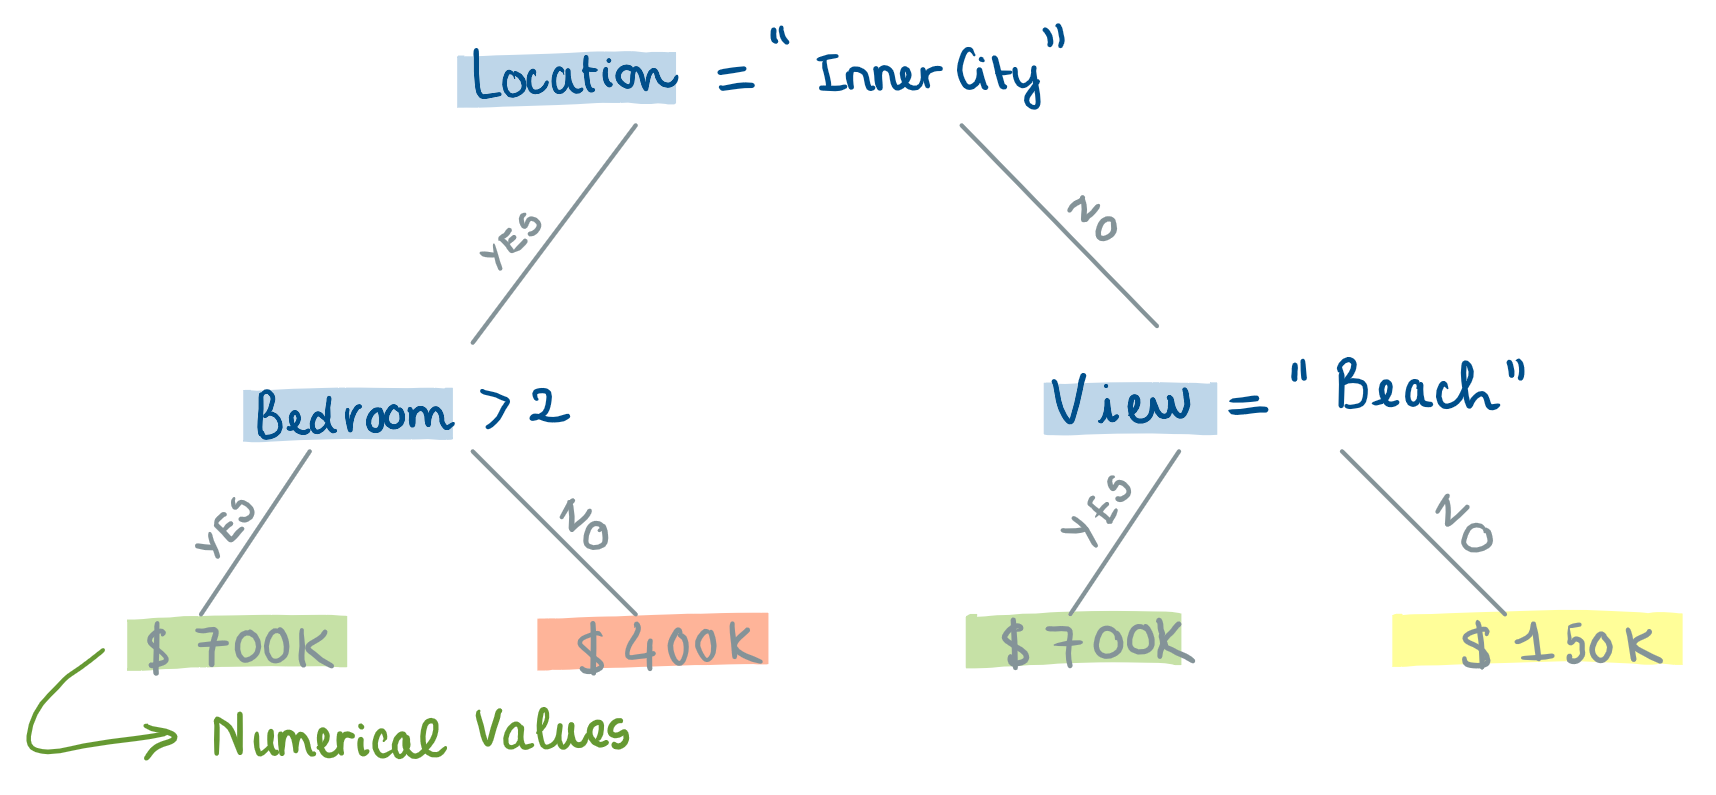 Location = "Inner City"
YES
NO
Bedroom > 2
View = "Beach"
YES
NO
YES
NO
$ 700K
$ 400K
$ 700K
$ 150K
Numerical Values